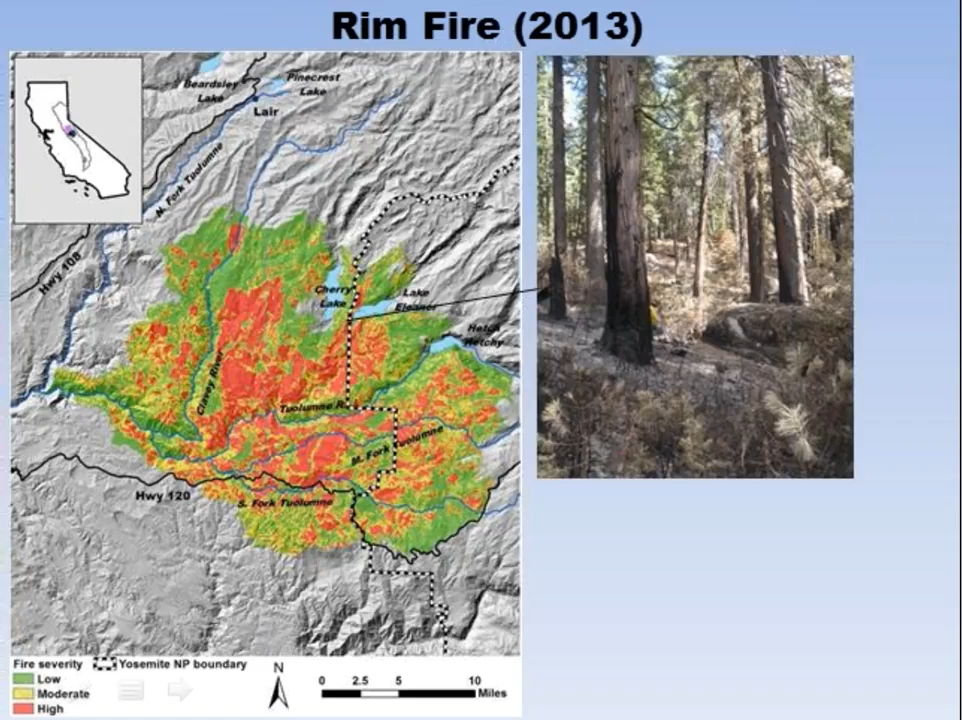 Rim Fire (2013)
Beardsley
Lake
Pinecrest
Lake
Lair
N. Fork Tuolumne
Hwy 108
Cherry
Lake
Lake
Eleanor
Hetch
Hetchy
Clavey River
Tuolumne R.
M. Fork Tuolumne
Hwy 120
S. Fork Tuolumne
Fire severity
Yosemite NP boundary
Low
Moderate
High
N
0 2.5 5 10
Miles